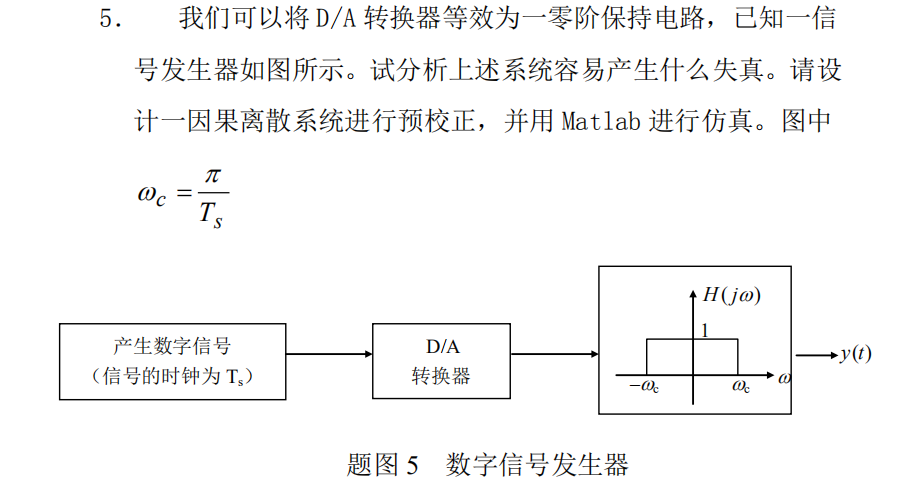 5. 我们可以将 D/A 转换器等效为一零阶保持电路，已知一信
号发生器如图所示。试分析上述系统容易产生什么失真。请设
计一因果离散系统进行预校正，并用 Matlab 进行仿真。图中
ω_c = π/T_s
产生数字信号
（信号的时钟为 T_s）
D/A
转换器
H(jω)
1
−ω_c
ω_c
ω
y(t)
题图 5 数字信号发生器